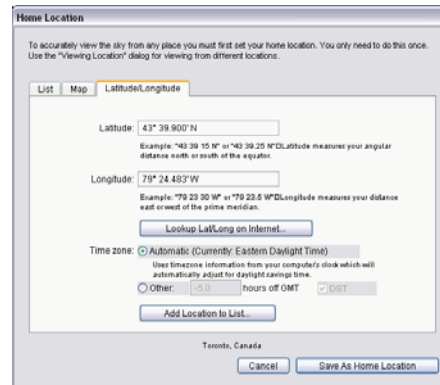 Home Location
To accurately view the sky from any place you must first set your home location. You only need to do this once.
Use the "Viewing Location" dialog for viewing from different locations.
List Map Latitude/Longitude
Latitude: 43° 39.900' N
Example: "43 39 15 N" or "43 39.25 N"□Latitude measures your angular
distance north or south of the equator.
Longitude: 79° 24.483' W
Example: "79 23 30 W" or "79 23.5 W"□Longitude measures your distance
east or west of the prime meridian.
Lookup Lat/Long on Internet...
Time zone: Automatic (Currently: Eastern Daylight Time)
Uses timezone information from your computer's clock which will
automatically adjust for daylight savings time.
Other: -5.0 hours off GMT DST
Add Location to List...
Toronto, Canada
Cancel Save As Home Location